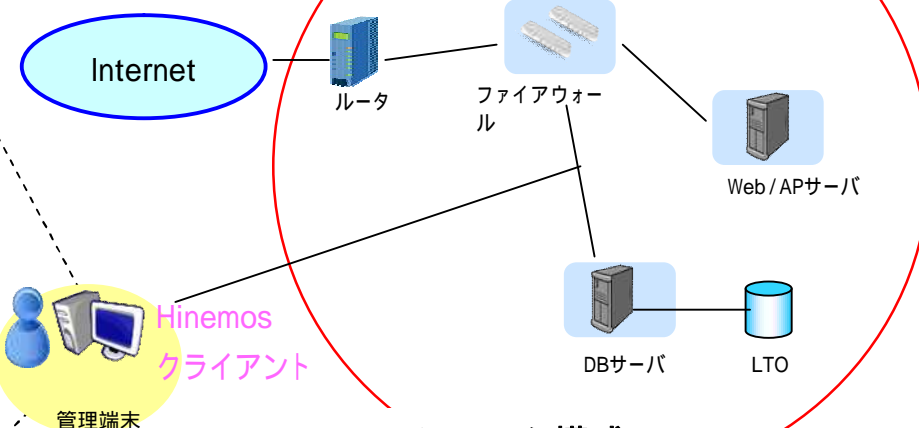 Internet
ルータ
ファイアウォー
ル
Web/APサーバ
Hinemos
クライアント
DBサーバ
LTO
管理端末